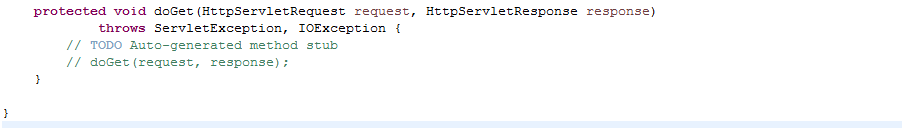 protected void doGet(HttpServletRequest request, HttpServletResponse response)
throws ServletException, IOException {
// TODO Auto-generated method stub
// doGet(request, response);
}
}